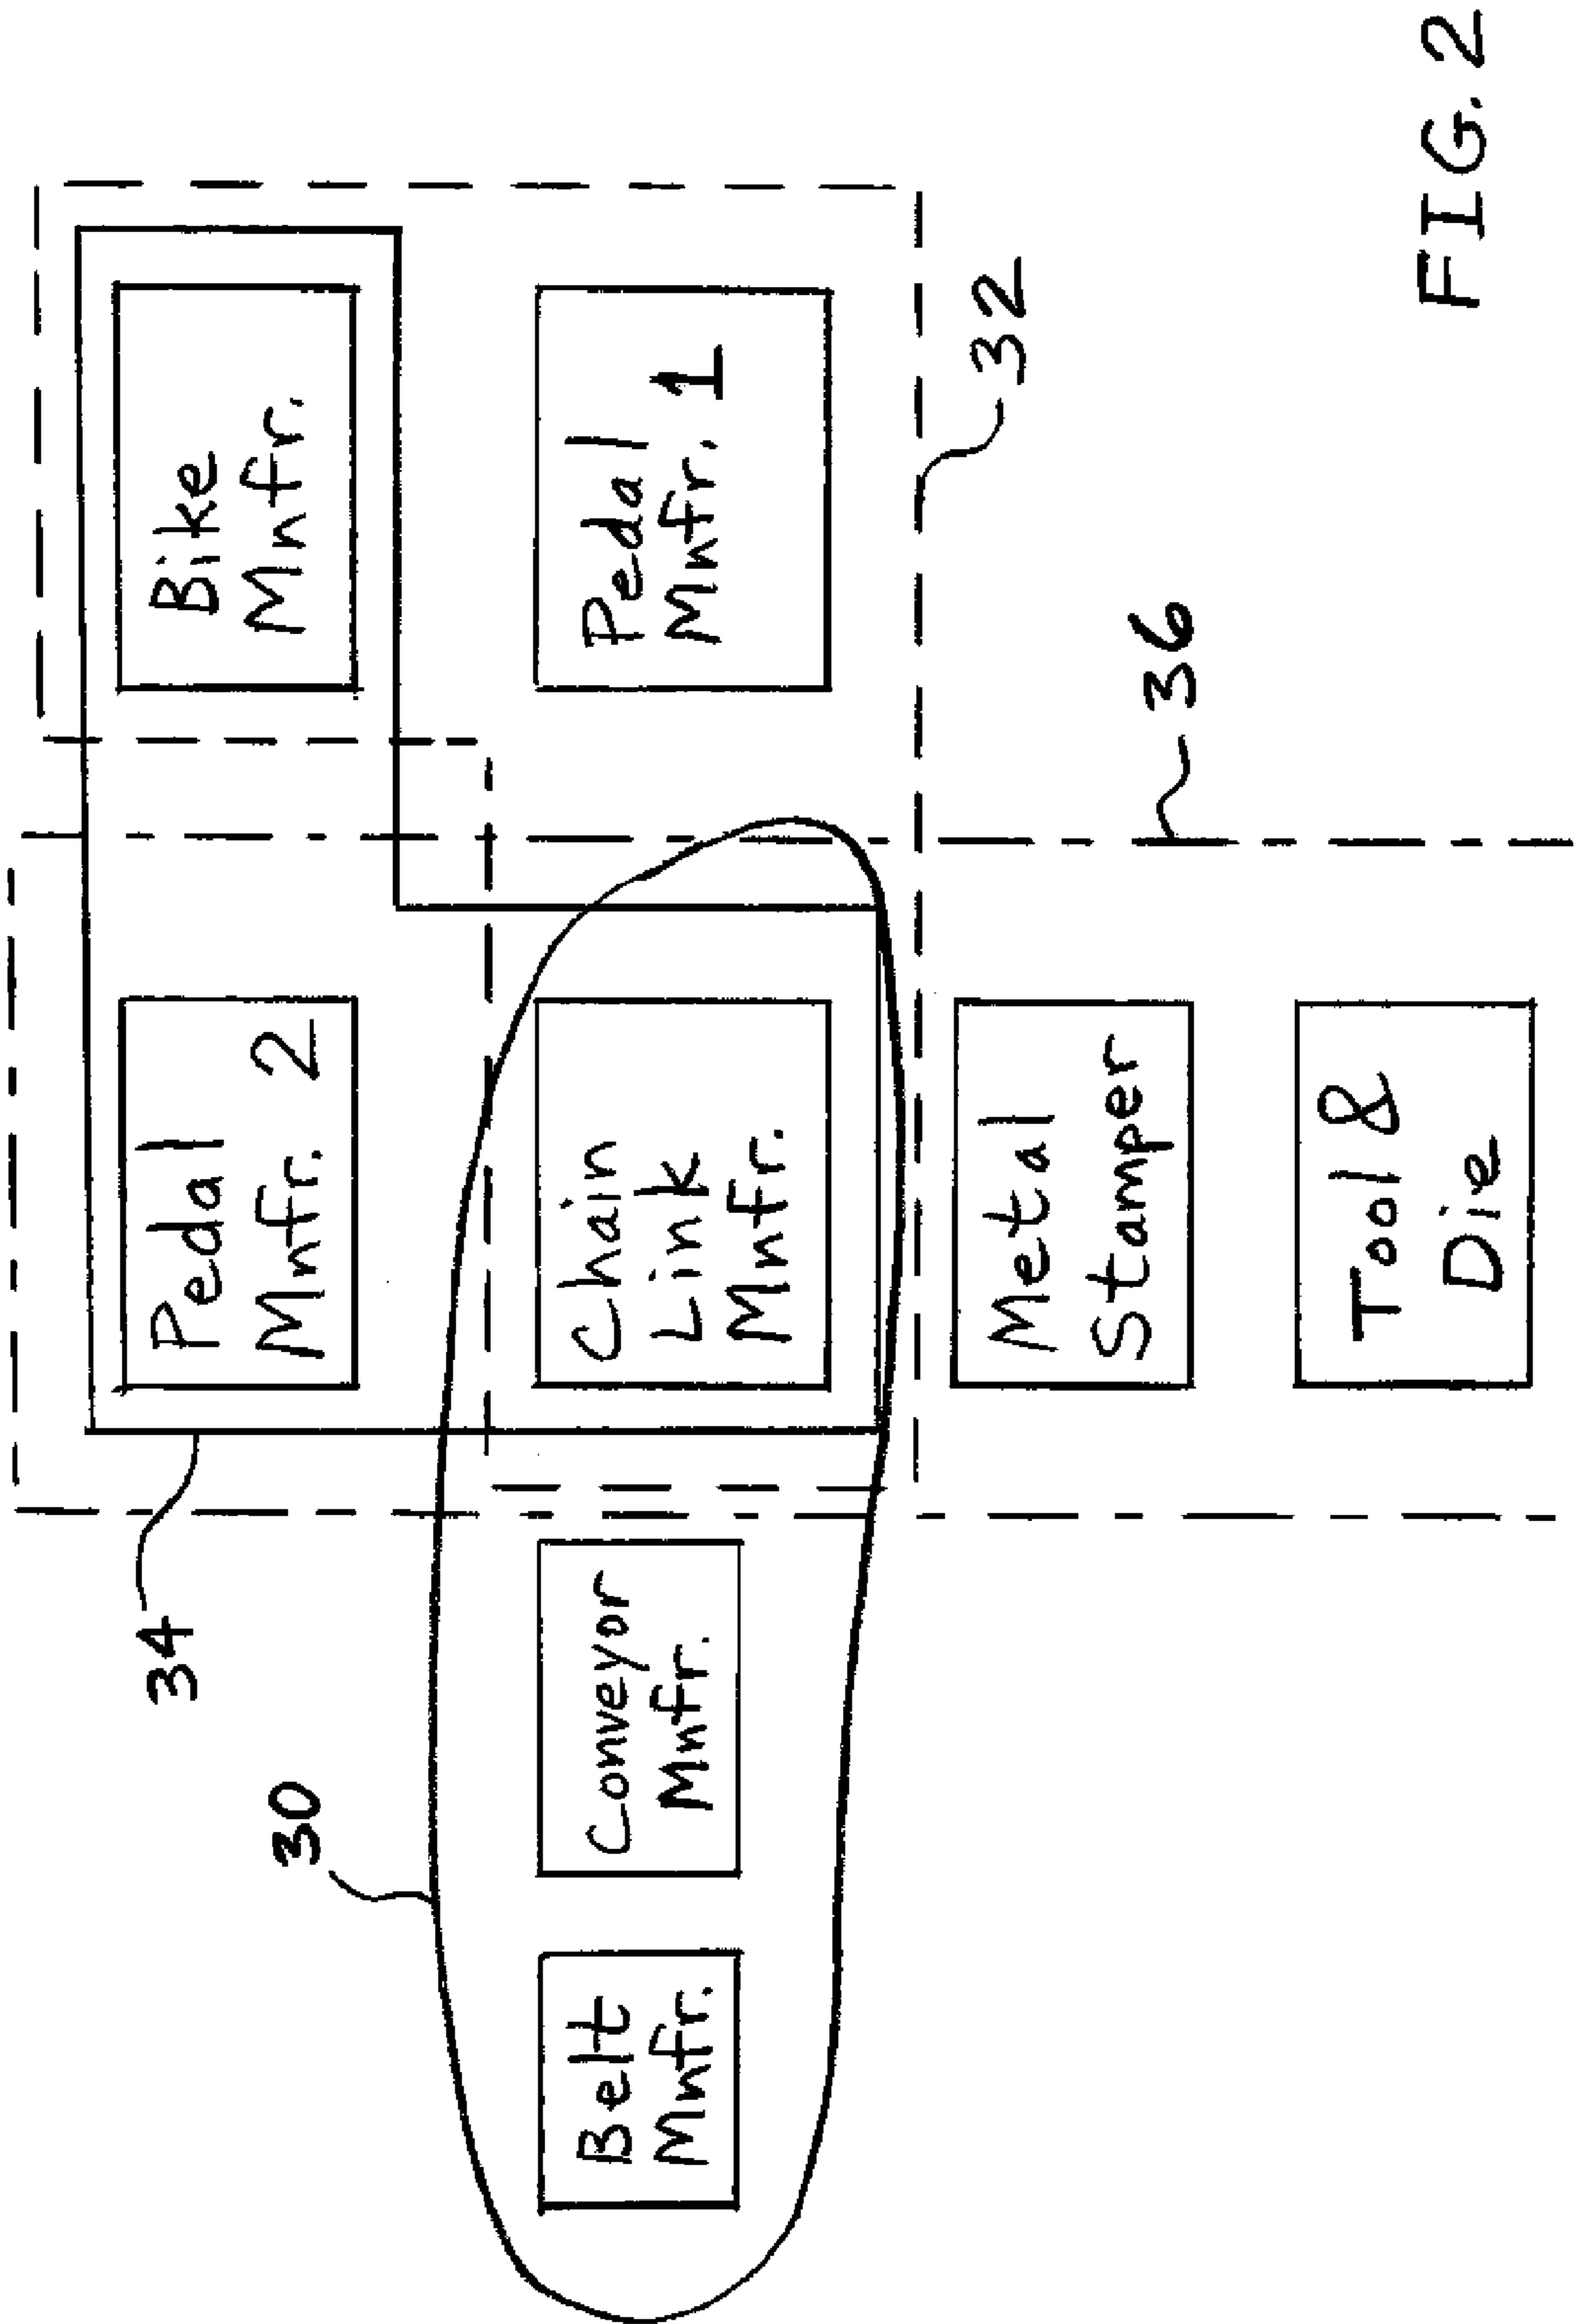 34
Pedal
Mnfr. 2
Bike
Mnfr.
30
Belt
Mnfr.
Conveyor
Mnfr.
Chain
Link
Mnfr.
Pedal
Mnfr. 1
32
Metal
Stamper
36
Tool &
Die
FIG. 2